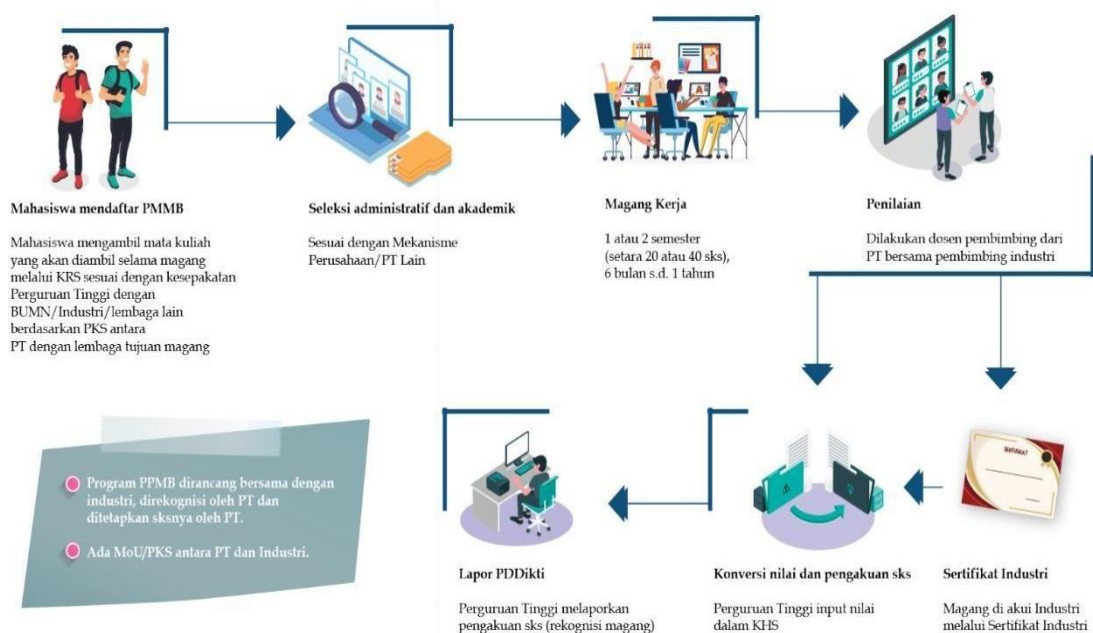 Mahasiswa mendaftar PMMB
Mahasiswa mengambil mata kuliah
yang akan diambil selama magang
melalui KRS sesuai dengan kesepakatan
Perguruan Tinggi dengan
BUMN/Industri/lembaga lain
berdasarkan PKS antara
PT dengan lembaga tujuan magang
Seleksi administratif dan akademik
Sesuai dengan Mekanisme
Perusahaan/PT Lain
Magang Kerja
1 atau 2 semester
(setara 20 atau 40 sks),
6 bulan s.d. 1 tahun
Penilaian
Dilakukan dosen pembimbing dari
PT bersama pembimbing industri
Program PPMB dirancang bersama dengan
industri, direkognisi oleh PT dan
ditetapkan sksnya oleh PT.
Ada MoU/PKS antara PT dan Industri.
Lapor PDDikti
Perguruan Tinggi melaporkan
pengakuan sks (rekognisi magang)
Konversi nilai dan pengakuan sks
Perguruan Tinggi input nilai
dalam KHS
Sertifikat Industri
Magang di akui Industri
melalui Sertifikat Industri